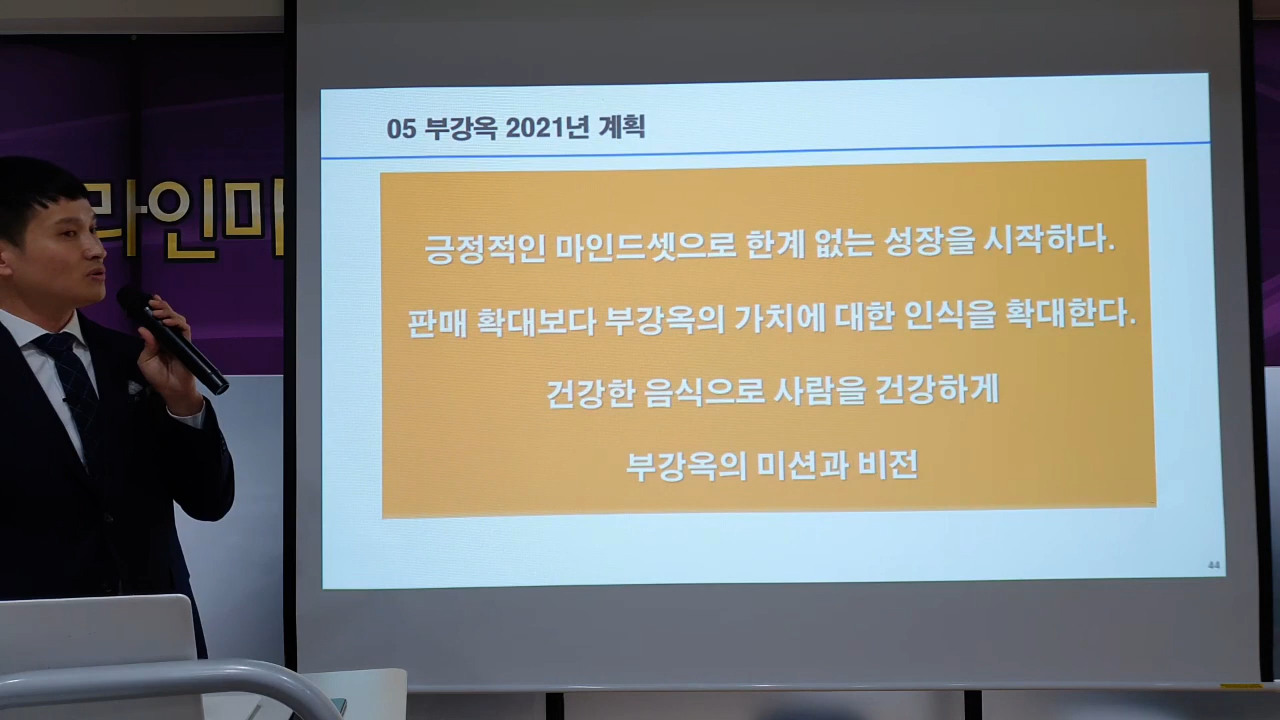 05 부강옥 2021년 계획
긍정적인 마인드셋으로 한계 없는 성장을 시작하다.
판매 확대보다 부강옥의 가치에 대한 인식을 확대한다.
건강한 음식으로 사람을 건강하게
부강옥의 미션과 비전
44
라인마